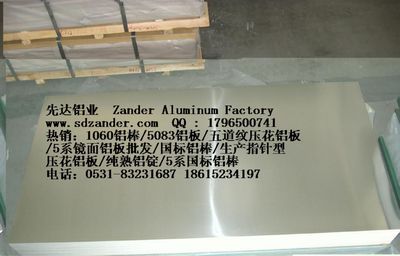 先达铝业 Zander Aluminum Factory
www.sdzander.com QQ : 1796500741
热销：1060铝棒/5083铝板/五道纹压花铝板
/5系镜面铝板批发/国标铝棒/生产指针型
压花铝板/纯熟铝锭/5系国标铝棒
电话：0531-83231687 18615234197